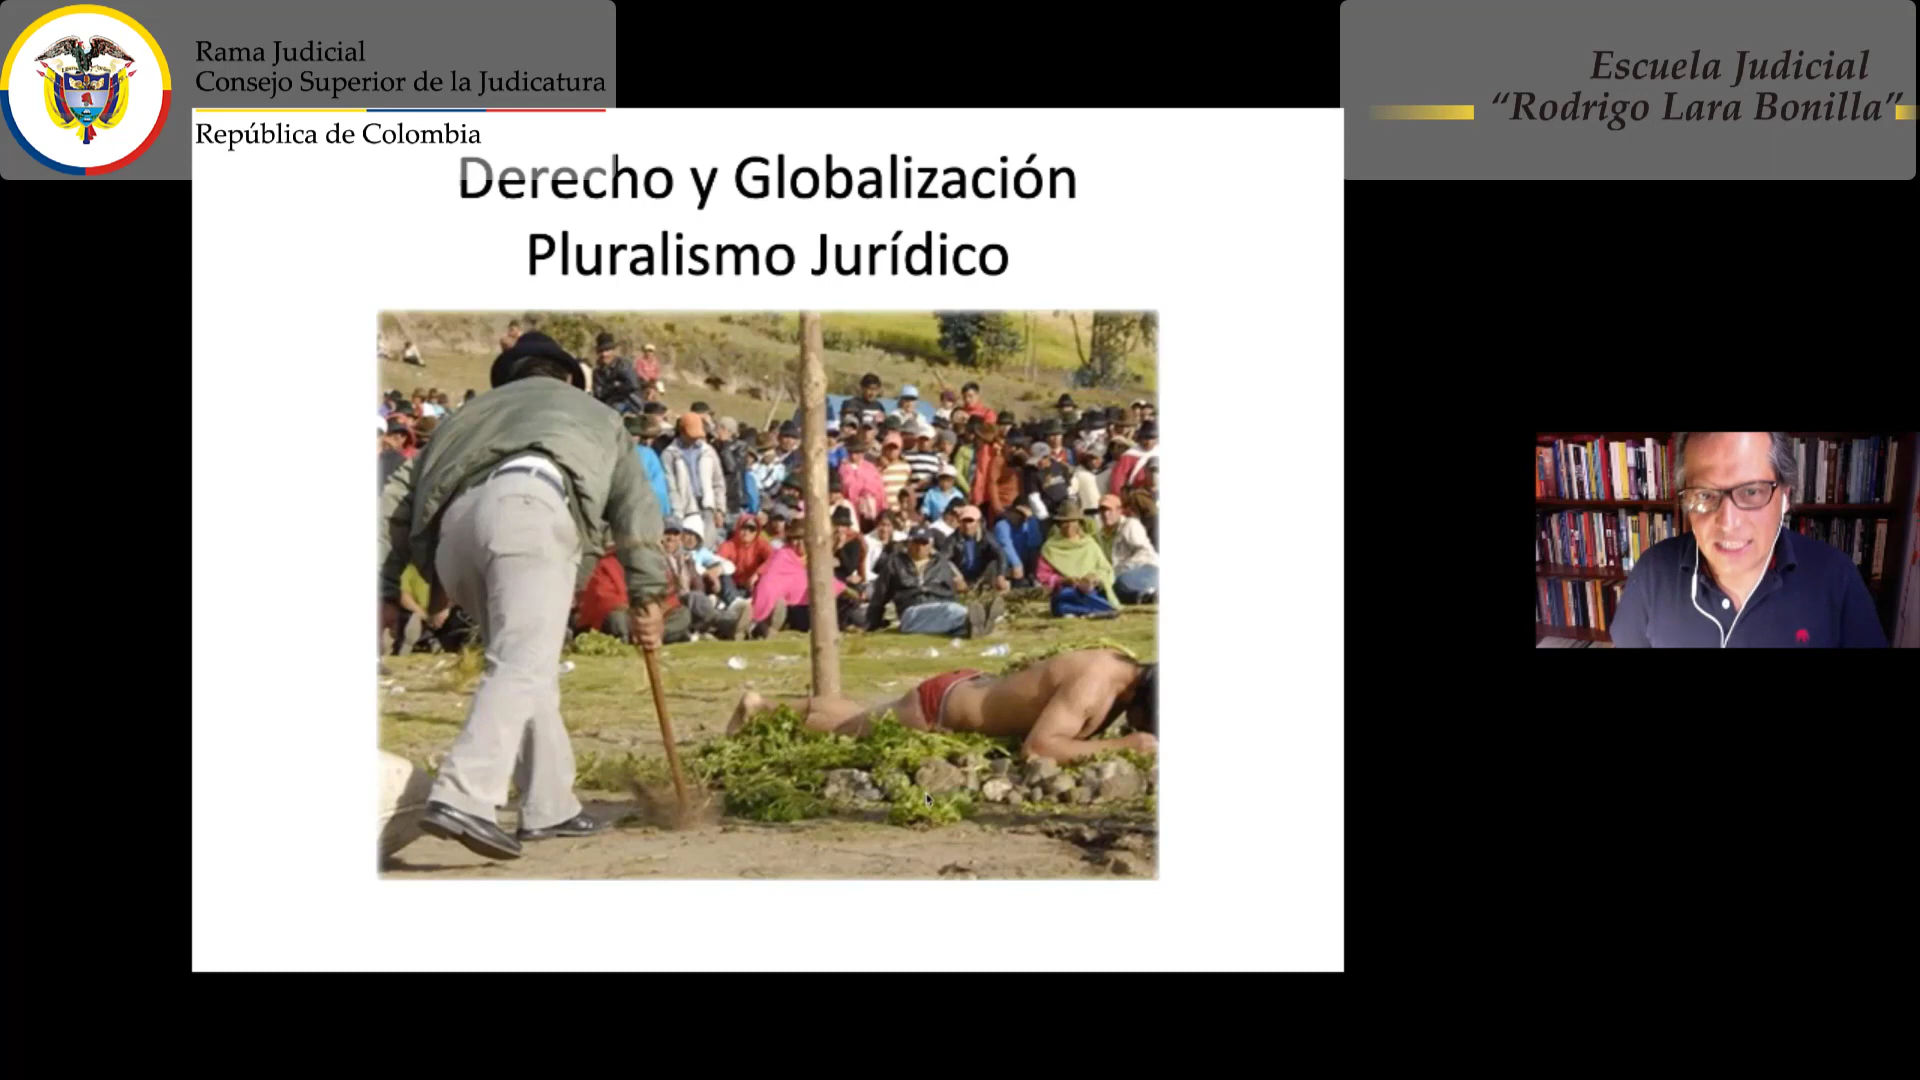 Rama Judicial
Consejo Superior de la Judicatura
República de Colombia
Escuela Judicial
“Rodrigo Lara Bonilla”
Derecho y Globalización
Pluralismo Jurídico